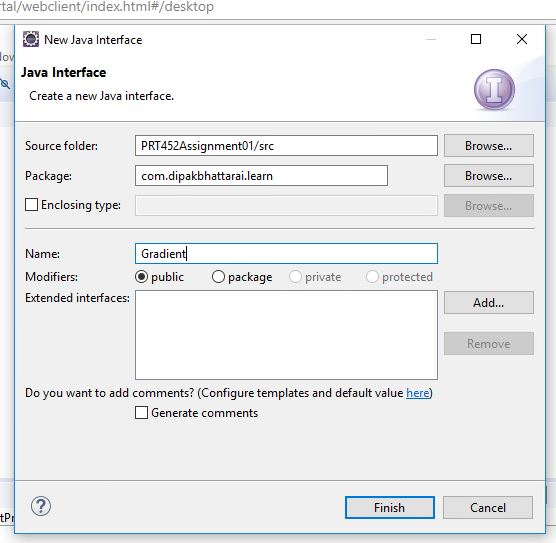 rtal/webclient/index.html#/desktop
New Java Interface
Java Interface
Create a new Java interface.
Source folder: PRT452Assignment01/src Browse...
Package: com.dipakbhattarai.learn Browse...
Enclosing type: Browse...
Name: Gradient
Modifiers: public package private protected
Extended interfaces: Add...
Remove
Do you want to add comments? (Configure templates and default value here)
Generate comments
? Finish Cancel
tPr